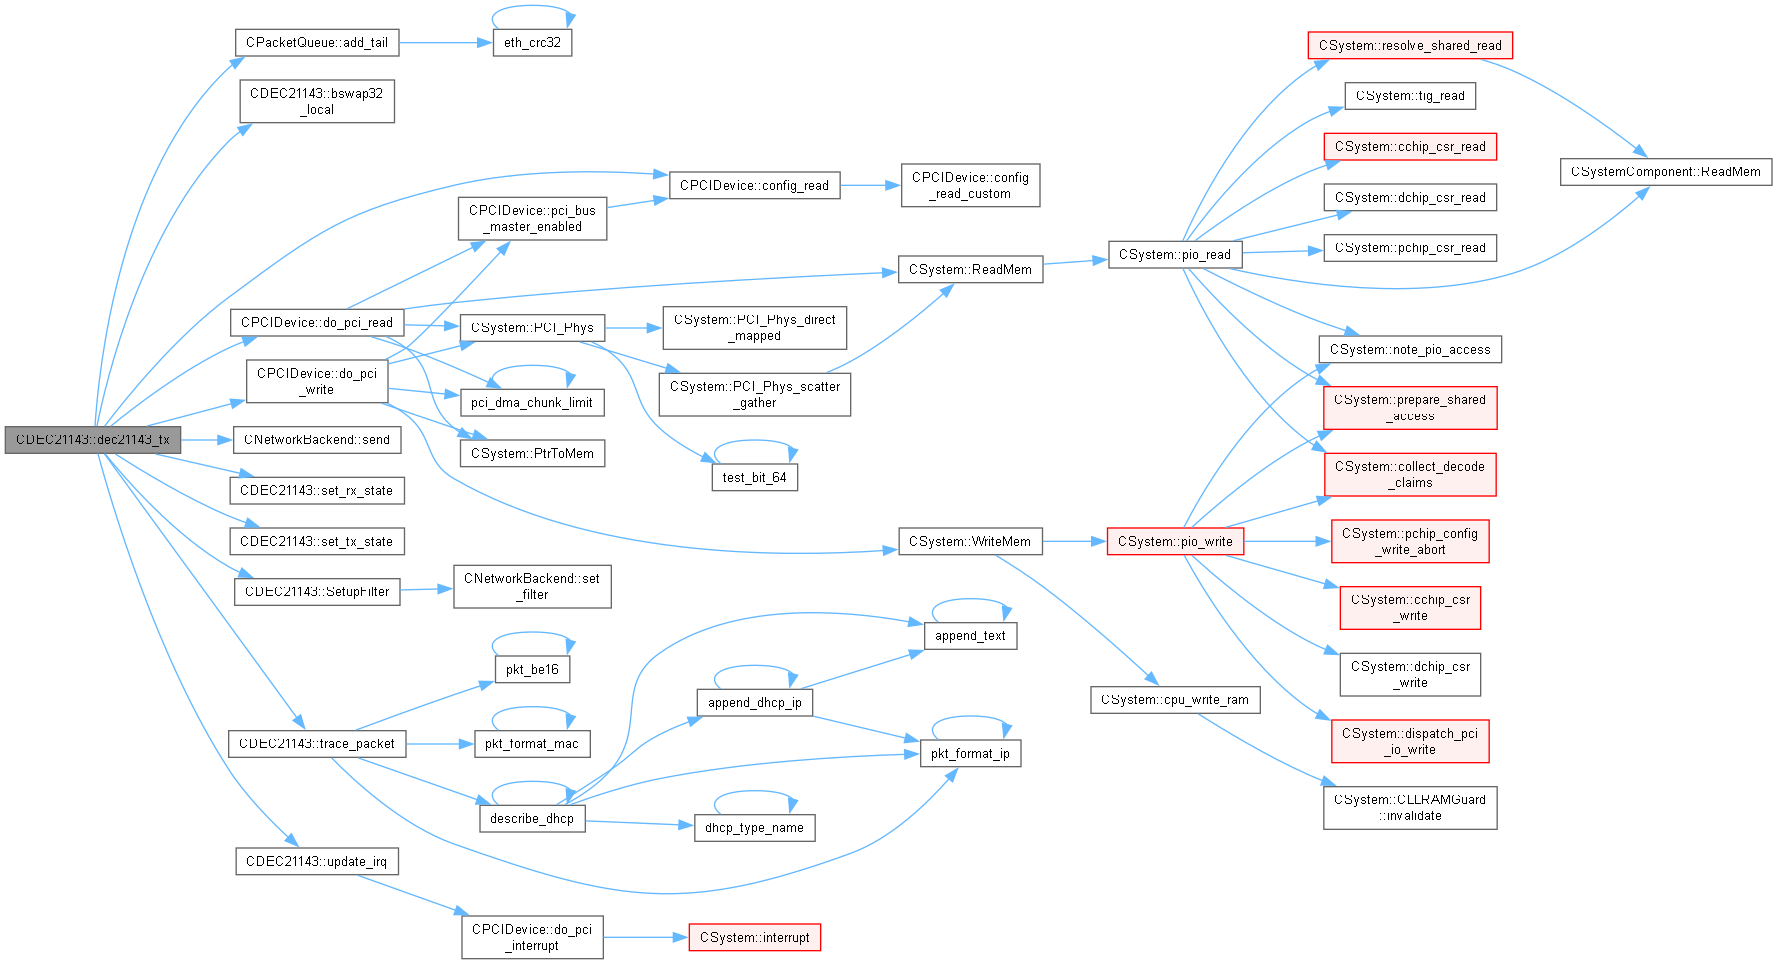 CDEC21143::dec21143_tx
CPacketQueue::add_tail
eth_crc32
CDEC21143::bswap32
_local
CPCIDevice::config_read
CPCIDevice::config
_read_custom
CPCIDevice::pci_bus
_master_enabled
CPCIDevice::do_pci_read
CSystem::PCI_Phys
CSystem::PCI_Phys_direct
_mapped
CSystem::ReadMem
CPCIDevice::do_pci
_write
pci_dma_chunk_limit
CSystem::PCI_Phys_scatter
_gather
CNetworkBackend::send
CSystem::PtrToMem
test_bit_64
CDEC21143::set_rx_state
CDEC21143::set_tx_state
CDEC21143::SetupFilter
CNetworkBackend::set
_filter
CSystem::WriteMem
CDEC21143::trace_packet
pkt_be16
pkt_format_mac
describe_dhcp
append_dhcp_ip
dhcp_type_name
append_text
pkt_format_ip
CDEC21143::update_irq
CPCIDevice::do_pci
_interrupt
CSystem::interrupt
CSystem::pio_read
CSystem::resolve_shared_read
CSystem::tig_read
CSystem::cchip_csr_read
CSystem::dchip_csr_read
CSystem::pchip_csr_read
CSystemComponent::ReadMem
CSystem::note_pio_access
CSystem::prepare_shared
_access
CSystem::collect_decode
_claims
CSystem::pio_write
CSystem::pchip_config
_write_abort
CSystem::cchip_csr
_write
CSystem::dchip_csr
_write
CSystem::dispatch_pci
_io_write
CSystem::cpu_write_ram
CSystem::CLLRAMGuard
::invalidate